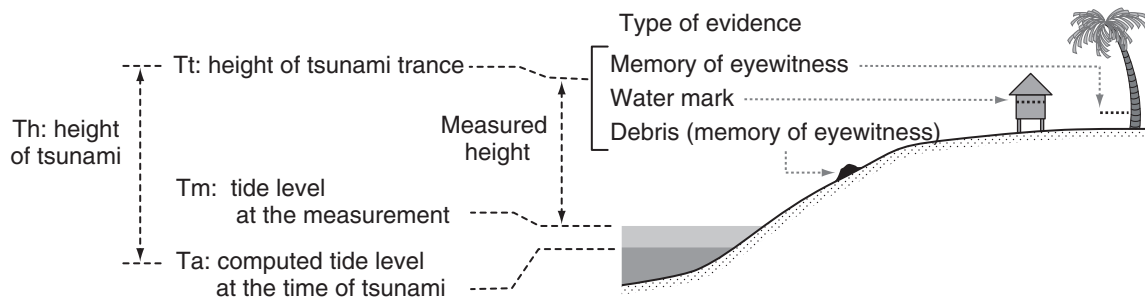 Type of evidence
Tt: height of tsunami trance
Memory of eyewitness
Water mark
Debris (memory of eyewitness)
Th: height
of tsunami
Measured
height
Tm: tide level
at the measurement
Ta: computed tide level
at the time of tsunami